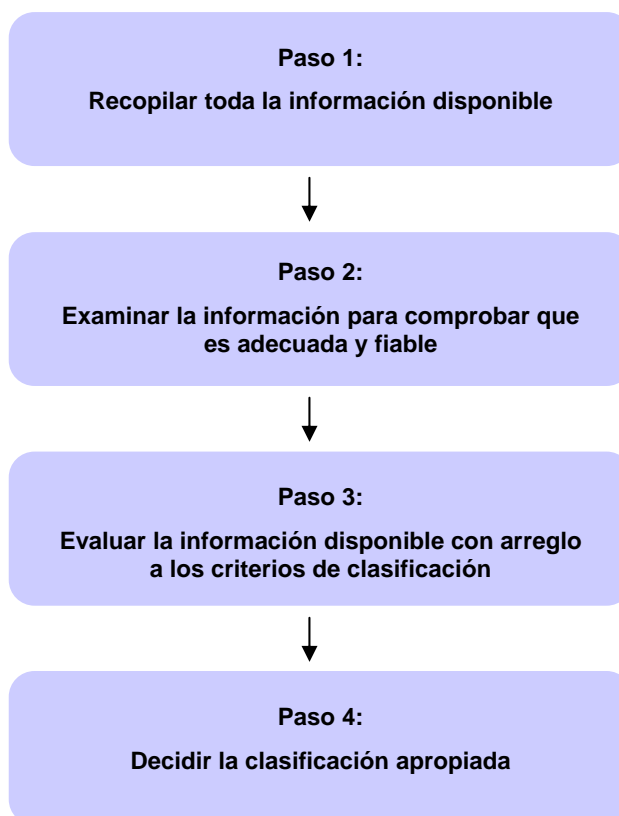 Paso 1:
Recopilar toda la información disponible
Paso 2:
Examinar la información para comprobar que
es adecuada y fiable
Paso 3:
Evaluar la información disponible con arreglo
a los criterios de clasificación
Paso 4:
Decidir la clasificación apropiada